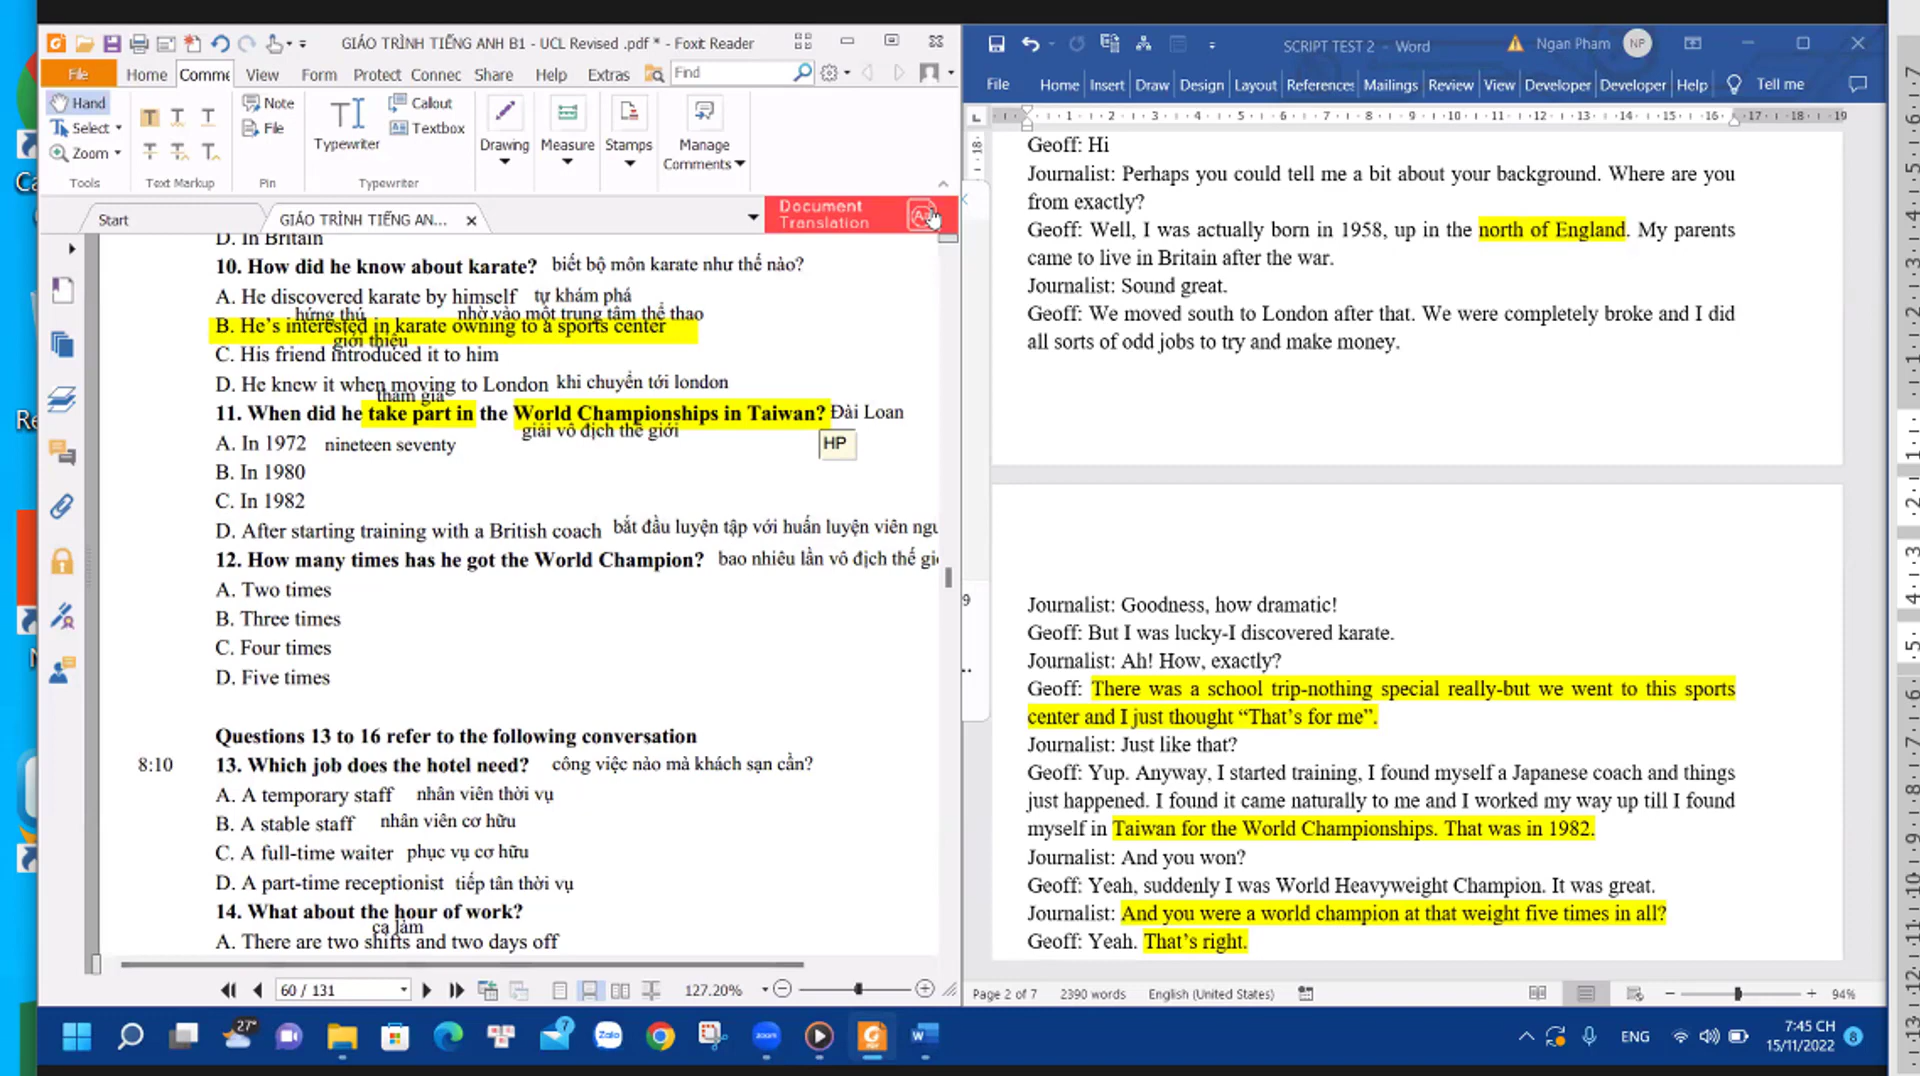 GIÁO TRÌNH TIẾNG ANH B1 - UCL Revised .pdf * - Foxit Reader
File Home Comme View Form Protect Connec Share Help Extras Find
Hand
Select
Zoom
Tools
Text Markup
Note
File
Pin
Typewriter
Callout
Textbox
Typewriter
Drawing
Measure
Stamps
Manage
Comments
Start
GIÁO TRÌNH TIẾNG AN...
Document
Translation
D. In Britain
10. How did he know about karate? biết bộ môn karate như thế nào?
A. He discovered karate by himself tự khám phá
hứng thú nhờ vào một trung tâm thể thao
B. He's interested in karate owning to a sports center
giới thiệu
C. His friend introduced it to him
D. He knew it when moving to London khi chuyển tới london
tham gia
11. When did he take part in the World Championships in Taiwan? Đài Loan
giải vô địch thế giới
HP
A. In 1972 nineteen seventy
B. In 1980
C. In 1982
D. After starting training with a British coach bắt đầu luyện tập với huấn luyện viên
12. How many times has he got the World Champion? bao nhiêu lần vô địch thế
A. Two times
B. Three times
C. Four times
D. Five times
Questions 13 to 16 refer to the following conversation
8:10 13. Which job does the hotel need? công việc nào mà khách sạn cần?
A. A temporary staff nhân viên thời vụ
B. A stable staff nhân viên cơ hữu
C. A full-time waiter phục vụ cơ hữu
D. A part-time receptionist tiếp tân thời vụ
14. What about the hour of work?
ca làm
A. There are two shifts and two days off
60 / 131
127.20%
SCRIPT TEST 2 - Word
Ngan Pham NP
File Home Insert Draw Design Layout References Mailings Review View Developer Developer Help Tell me
Geoff: Hi
Journalist: Perhaps you could tell me a bit about your background. Where are you
from exactly?
Geoff: Well, I was actually born in 1958, up in the north of England. My parents
came to live in Britain after the war.
Journalist: Sound great.
Geoff: We moved south to London after that. We were completely broke and I did
all sorts of odd jobs to try and make money.
Journalist: Goodness, how dramatic!
Geoff: But I was lucky-I discovered karate.
Journalist: Ah! How, exactly?
Geoff: There was a school trip-nothing special really-but we went to this sports
center and I just thought “That’s for me”.
Journalist: Just like that?
Geoff: Yup. Anyway, I started training, I found myself a Japanese coach and things
just happened. I found it came naturally to me and I worked my way up till I found
myself in Taiwan for the World Championships. That was in 1982.
Journalist: And you won?
Geoff: Yeah, suddenly I was World Heavyweight Champion. It was great.
Journalist: And you were a world champion at that weight five times in all?
Geoff: Yeah. That’s right.
Page 2 of 7 2390 words English (United States)
94%
27°
7
Zalo
zoom
ENG
7:45 CH
15/11/2022
8